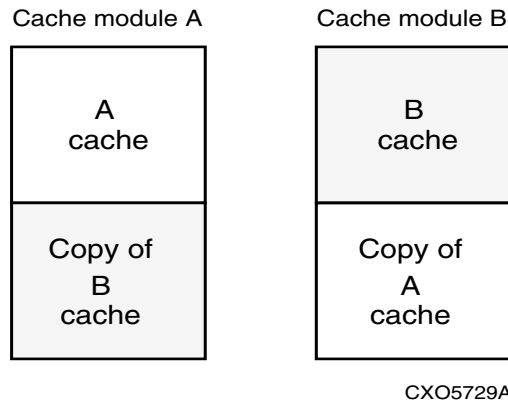 Cache module A
Cache module B
A
cache
B
cache
Copy of
B
cache
Copy of
A
cache
CXO5729A